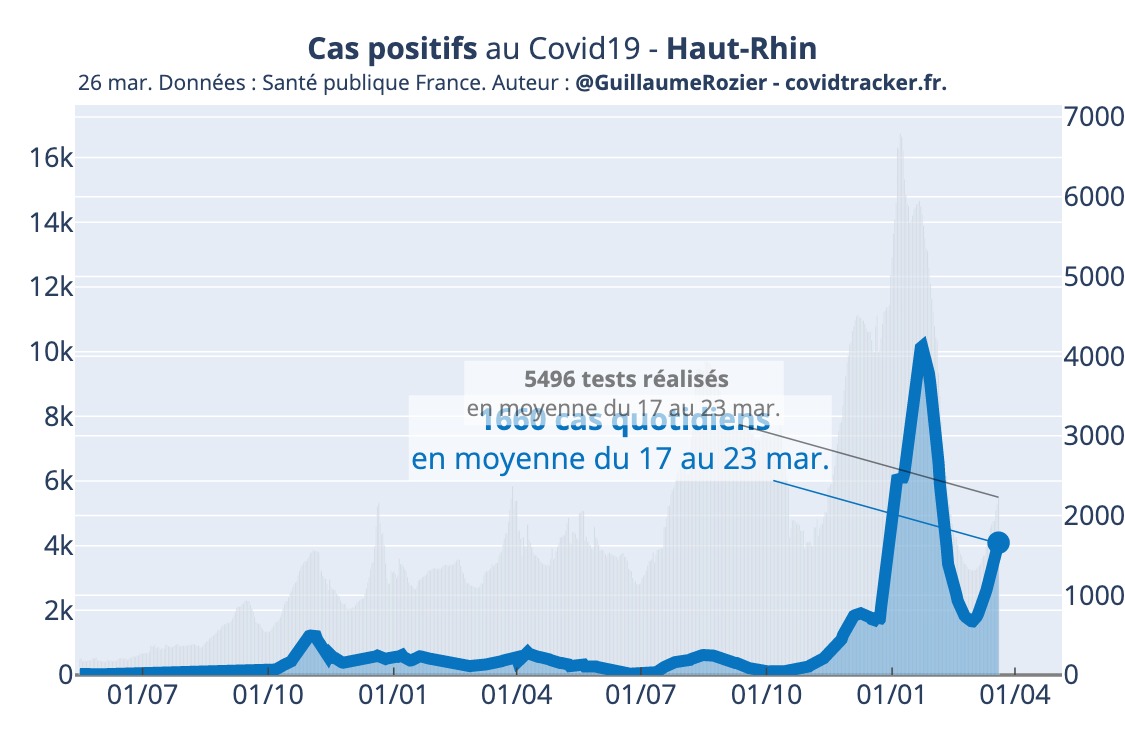 Cas positifs au Covid19 - Haut-Rhin
26 mar. Données : Santé publique France. Auteur : @GuillaumeRozier - covidtracker.fr.
7000
16k
6000
14k
5000
12k
10k
4000
5496 tests réalisés
en moyenne du 17 au 23 mar.
8k
1660 cas quotidiens
3000
en moyenne du 17 au 23 mar.
6k
2000
4k
1000
2k
0
0
01/07
01/10
01/01
01/04
01/07
01/10
01/01
01/04